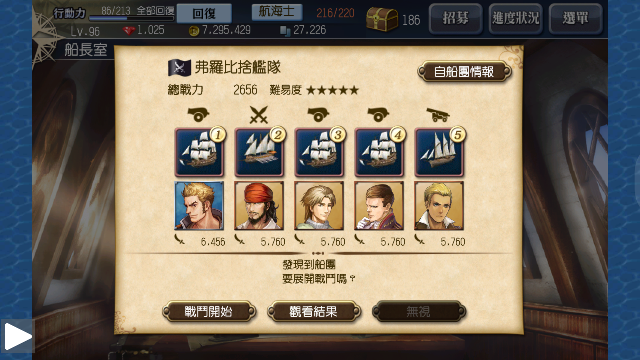 行動力 86/213 全部回復 回復 航海士 216/220 186 招募 進度狀況 選單
Lv.96 1.025 7.295.429 27.226
船長室
弗羅比捨艦隊
自船團情報
總戰力 2656 難易度 ★★★★★
1 2 3 4 5
6.456 5.760 5.760 5.760 5.760
發現到船團
要展開戰鬥嗎？
戰鬥開始 觀看結果 無視